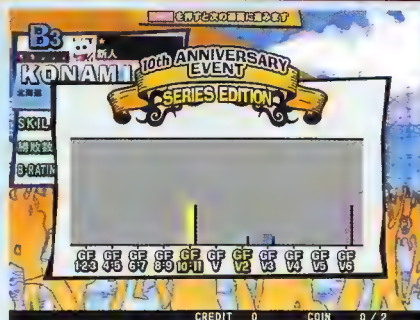 を押すと次の画面に進みます
B3
新人
KONAMI
北海道
10th ANNIVERSARY
EVENT
SERIES EDITION
SKIL
勝敗数
B-RATIN
GF 1·2·3
GF 4·5
GF 6·7
GF 8·9
GF 10·11
GF V
GF V2
GF V3
GF V4
GF V5
GF V6
CREDIT 0 COIN 0 / 2